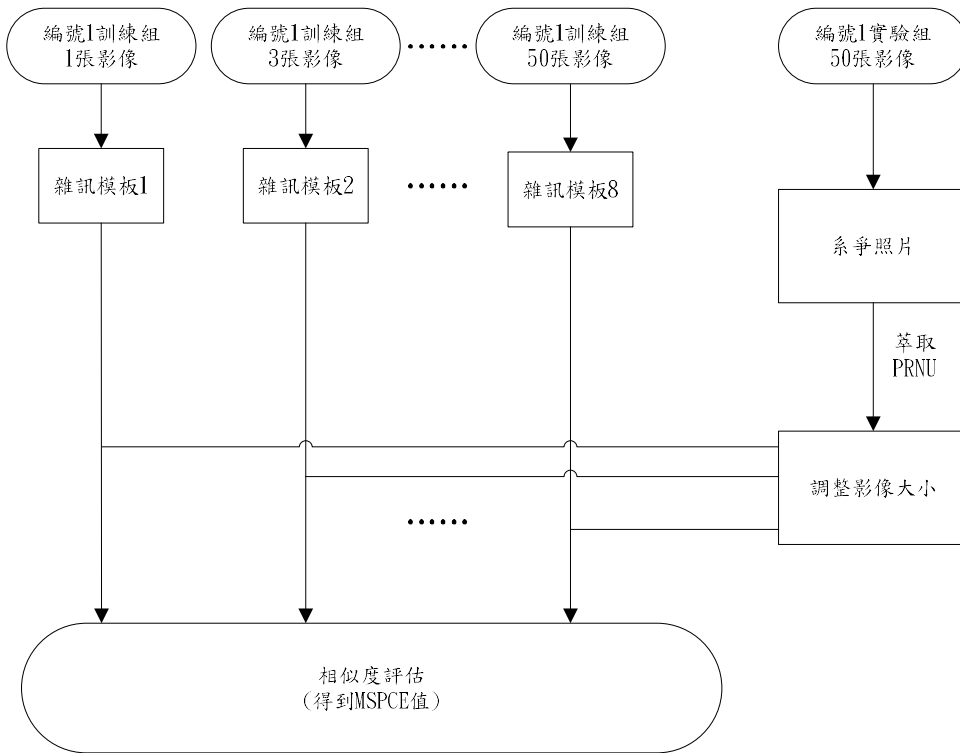 編號1訓練組
1張影像
編號1訓練組
3張影像
……
編號1訓練組
50張影像
編號1實驗組
50張影像
雜訊模板1
雜訊模板2
……
雜訊模板8
系爭照片
萃取
PRNU
調整影像大小
……
相似度評估
(得到MSPCE值)